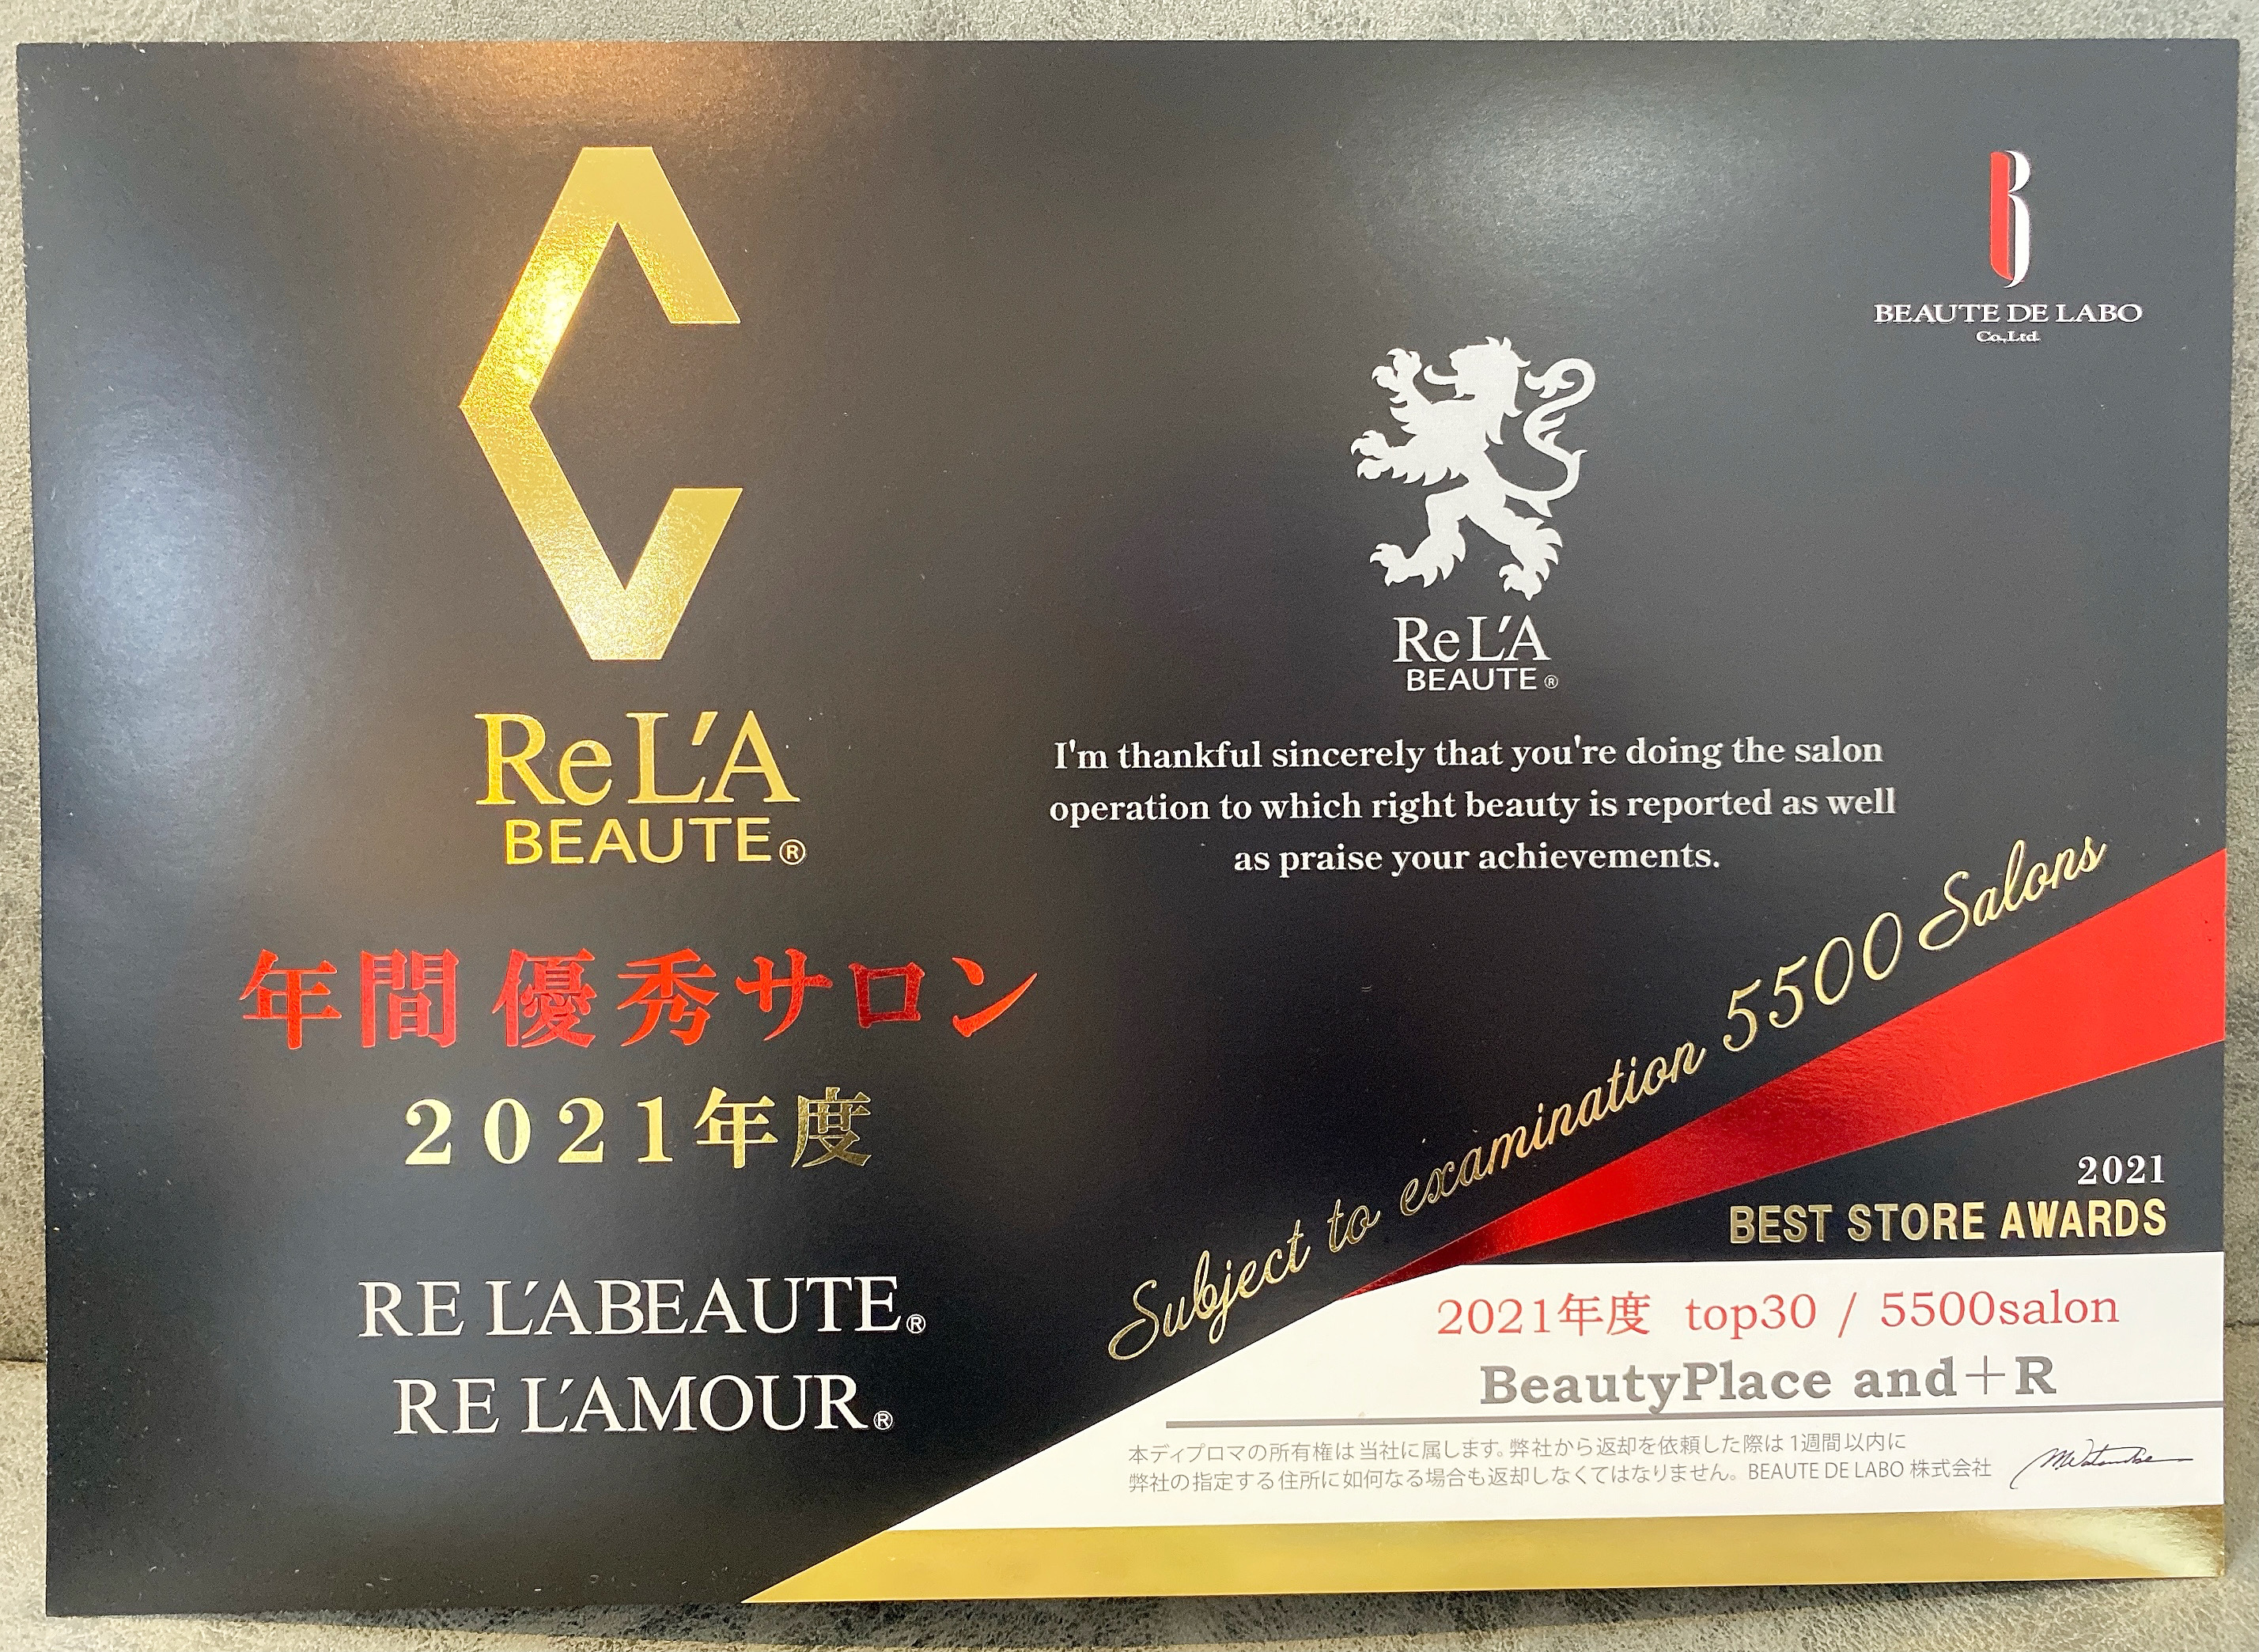 Re L'A
BEAUTE®
年間 優秀サロン
2021年度
RE L'ABEAUTE®
RE L'AMOUR®
BEAUTE DE LABO
Co.,Ltd.
Re L'A
BEAUTE®
I'm thankful sincerely that you're doing the salon
operation to which right beauty is reported as well
as praise your achievements.
Subject to examination 5500 Salons
2021
BEST STORE AWARDS
2021年度 top30 / 5500salon
BeautyPlace and＋R
本ディプロマの所有権は当社に属します。弊社から返却を依頼した際は1週間以内に
弊社の指定する住所に如何なる場合も返却しなくてはなりません。BEAUTE DE LABO 株式会社